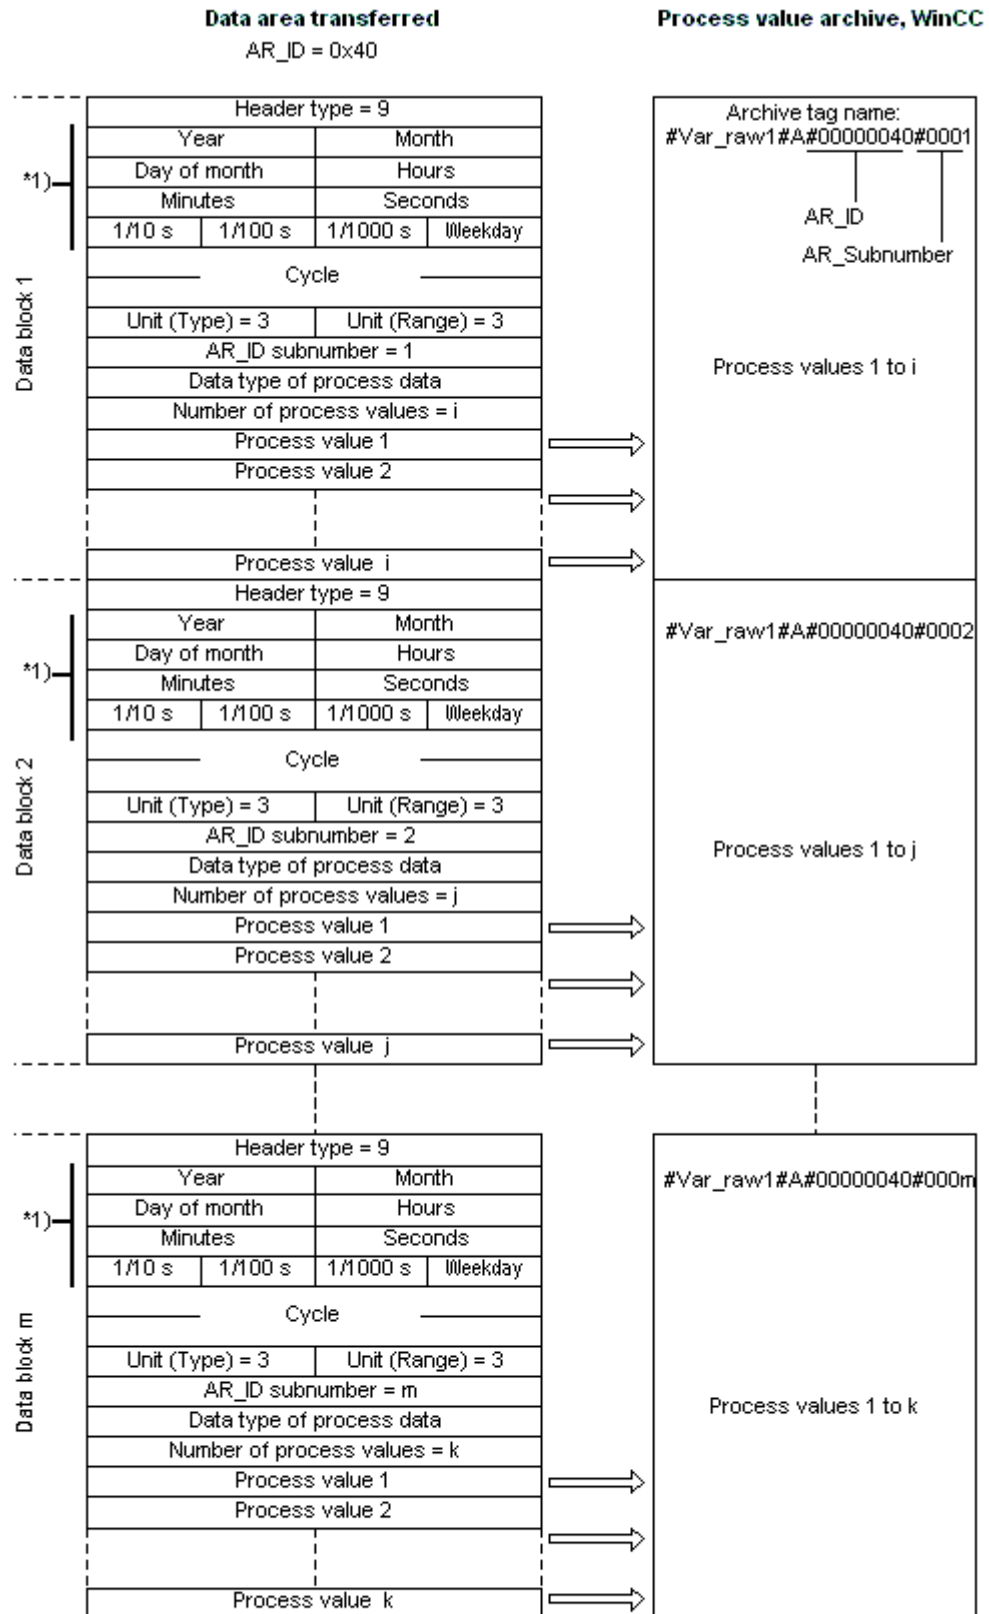 Data area transferred
Process value archive, WinCC
AR_ID = 0x40
Data block 1
*1)
Header type = 9
Year Month
Day of month Hours
Minutes Seconds
1/10 s 1/100 s 1/1000 s Weekday
Cycle
Unit (Type) = 3 Unit (Range) = 3
AR_ID subnumber = 1
Data type of process data
Number of process values = i
Process value 1
Process value 2
Process value i
Archive tag name:
#Var_raw1#A#00000040#0001
AR_ID
AR_Subnumber
Process values 1 to i
Data block 2
*1)
Header type = 9
Year Month
Day of month Hours
Minutes Seconds
1/10 s 1/100 s 1/1000 s Weekday
Cycle
Unit (Type) = 3 Unit (Range) = 3
AR_ID subnumber = 2
Data type of process data
Number of process values = j
Process value 1
Process value 2
Process value j
#Var_raw1#A#00000040#0002
Process values 1 to j
Data block m
*1)
Header type = 9
Year Month
Day of month Hours
Minutes Seconds
1/10 s 1/100 s 1/1000 s Weekday
Cycle
Unit (Type) = 3 Unit (Range) = 3
AR_ID subnumber = m
Data type of process data
Number of process values = k
Process value 1
Process value 2
Process value k
#Var_raw1#A#00000040#000m
Process values 1 to k